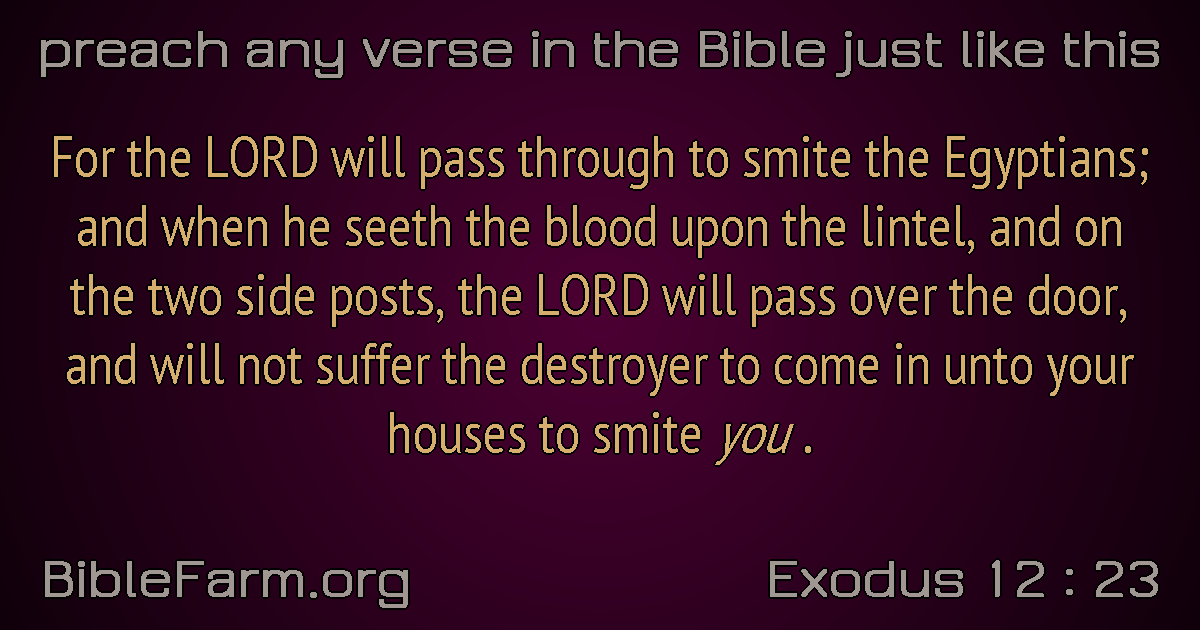 preach any verse in the Bible just like this
For the LORD will pass through to smite the Egyptians;
and when he seeth the blood upon the lintel, and on
the two side posts, the LORD will pass over the door,
and will not suffer the destroyer to come in unto your
houses to smite you .
BibleFarm.org
Exodus 12 : 23